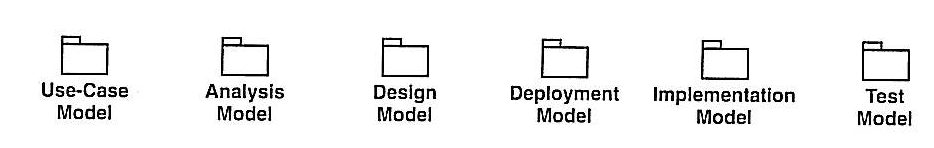 Use-Case
Model
Analysis
Model
Design
Model
Deployment
Model
Implementation
Model
Test
Model